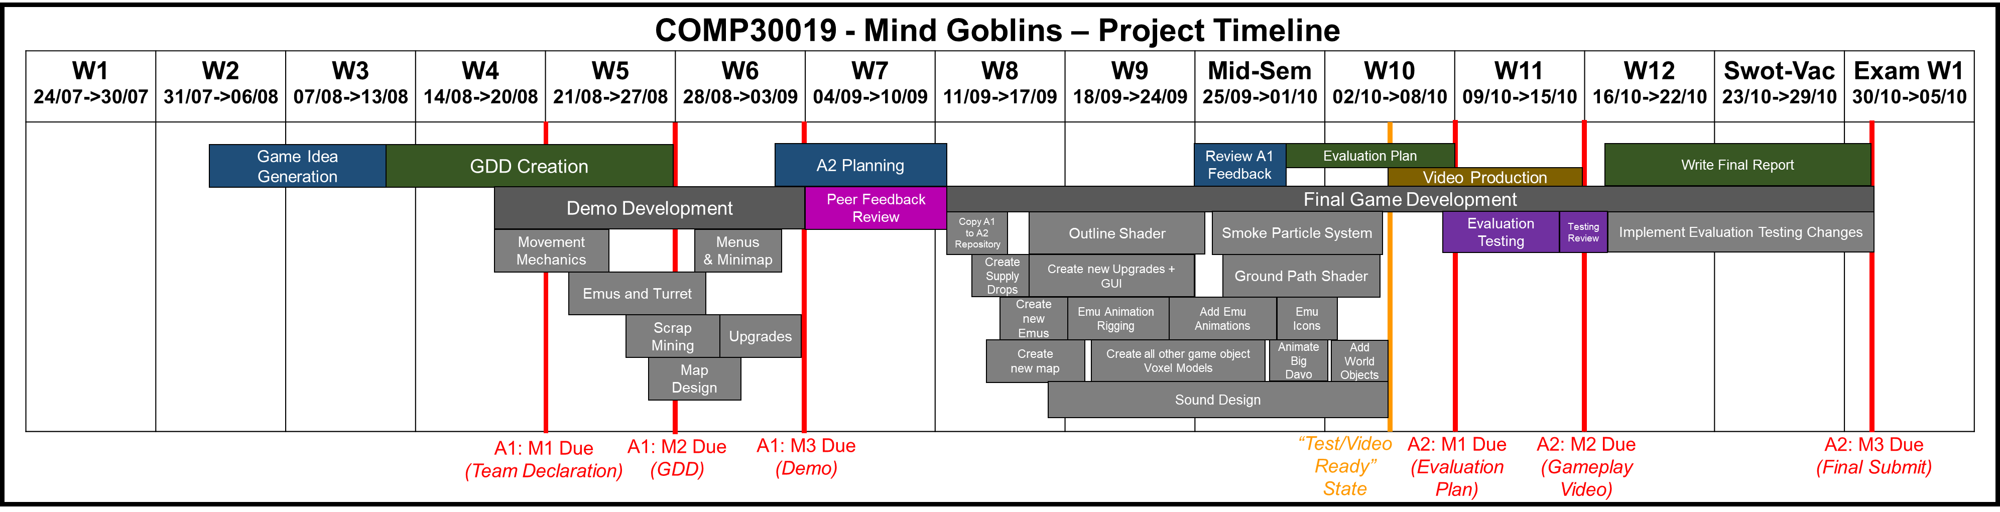 COMP30019 - Mind Goblins – Project Timeline
W1
24/07->30/07
W2
31/07->06/08
W3
07/08->13/08
W4
14/08->20/08
W5
21/08->27/08
W6
28/08->03/09
W7
04/09->10/09
W8
11/09->17/09
W9
18/09->24/09
Mid-Sem
25/09->01/10
W10
02/10->08/10
W11
09/10->15/10
W12
16/10->22/10
Swot-Vac
23/10->29/10
Exam W1
30/10->05/10
Game Idea
Generation
GDD Creation
A2 Planning
Review A1
Feedback
Evaluation Plan
Video Production
Write Final Report
Demo Development
Peer Feedback
Review
Final Game Development
Movement
Mechanics
Menus
& Minimap
Copy A1
to A2
Repository
Outline Shader
Smoke Particle System
Evaluation
Testing
Testing
Review
Implement Evaluation Testing Changes
Emus and Turret
Create
Supply
Drops
Create new Upgrades +
GUI
Ground Path Shader
Scrap
Mining
Upgrades
Create
new
Emus
Emu Animation
Rigging
Add Emu
Animations
Emu
Icons
Map
Design
Create
new map
Create all other game object
Voxel Models
Animate
Big
Davo
Add
World
Objects
Sound Design
A1: M1 Due
(Team Declaration)
A1: M2 Due
(GDD)
A1: M3 Due
(Demo)
“Test/Video
Ready”
State
A2: M1 Due
(Evaluation
Plan)
A2: M2 Due
(Gameplay
Video)
A2: M3 Due
(Final Submit)